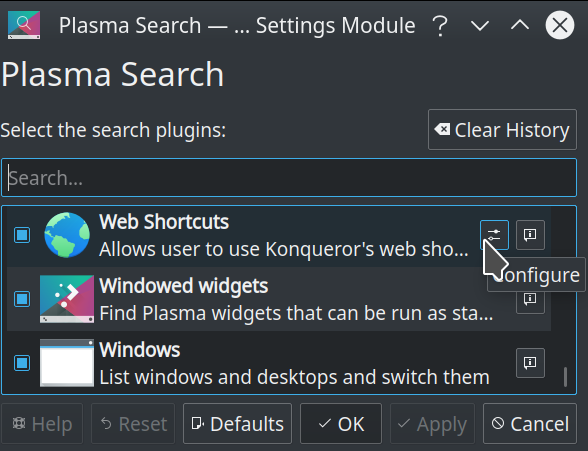 Plasma Search — ... Settings Module
Plasma Search
Select the search plugins:
Clear History
Search...
Web Shortcuts
Allows user to use Konqueror's web sho...
Configure
Windowed widgets
Find Plasma widgets that can be run as sta...
Windows
List windows and desktops and switch them
Help
Reset
Defaults
OK
Apply
Cancel